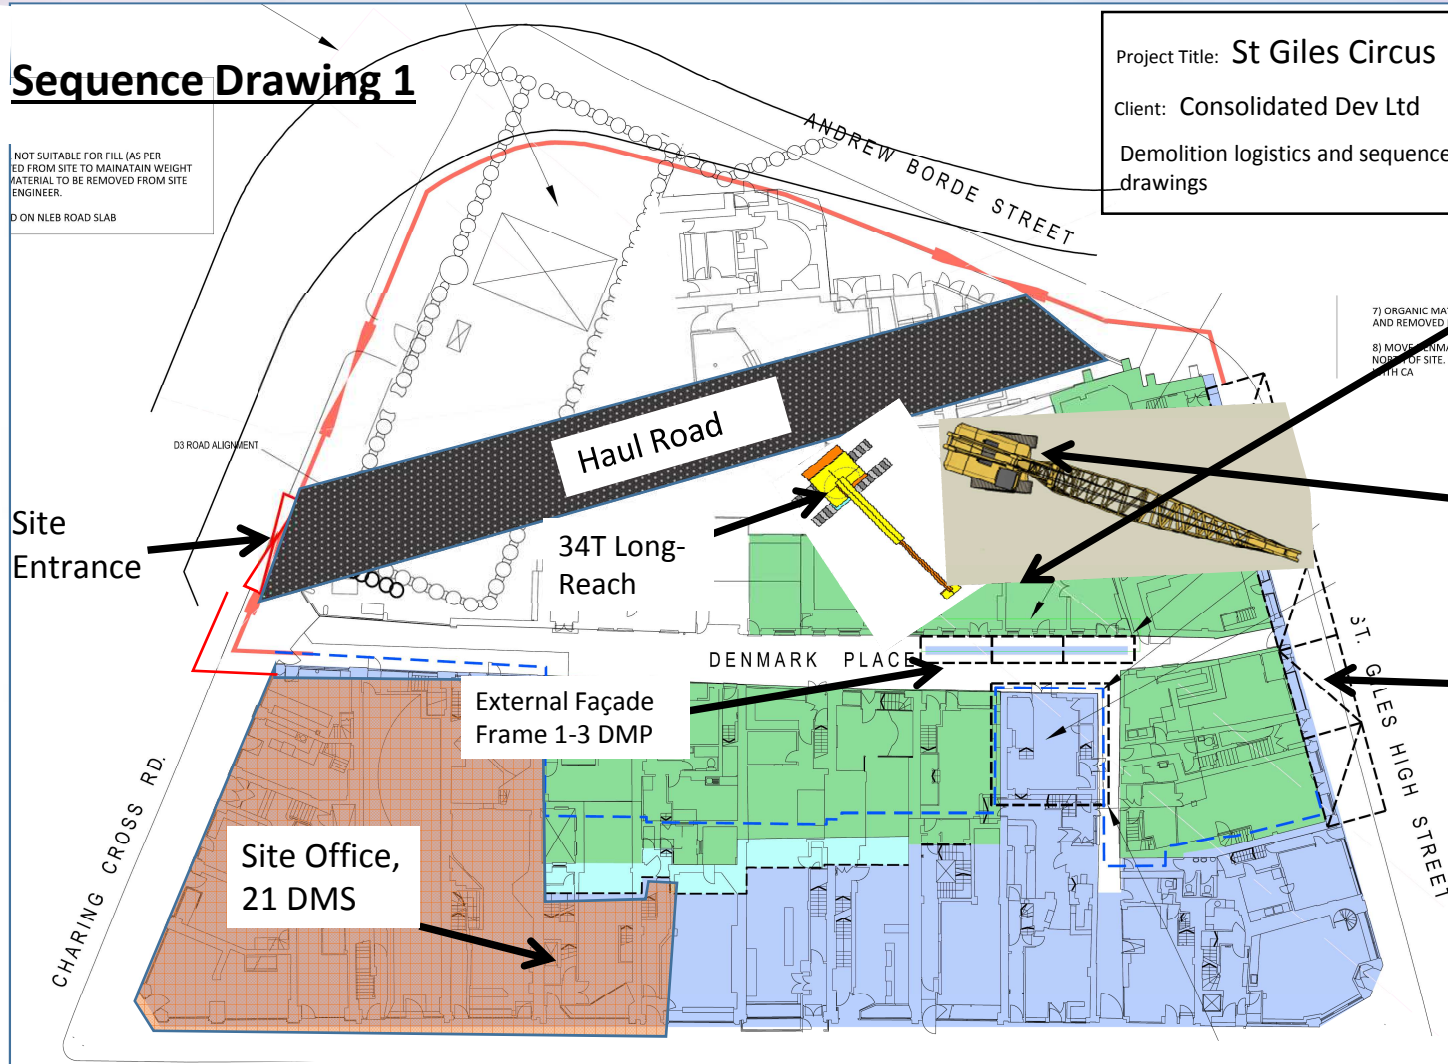 Sequence Drawing 1
Project Title: St Giles Circus
Client: Consolidated Dev Ltd
Demolition logistics and sequence
drawings
NOT SUITABLE FOR FILL (AS PER
ED FROM SITE TO MAINATAIN WEIGHT
MATERIAL TO BE REMOVED FROM SITE
ENGINEER.
D ON NLEB ROAD SLAB
ANDREW BORDE STREET
7) ORGANIC MA
AND REMOVED
8) MOVE
OF SITE.
WITH CA
D3 ROAD ALIGNMENT
Haul Road
Site
Entrance
34T Long-
Reach
DENMARK PLACE
External Façade
Frame 1-3 DMP
ST. GILES HIGH STREET
CHARING CROSS RD.
Site Office,
21 DMS